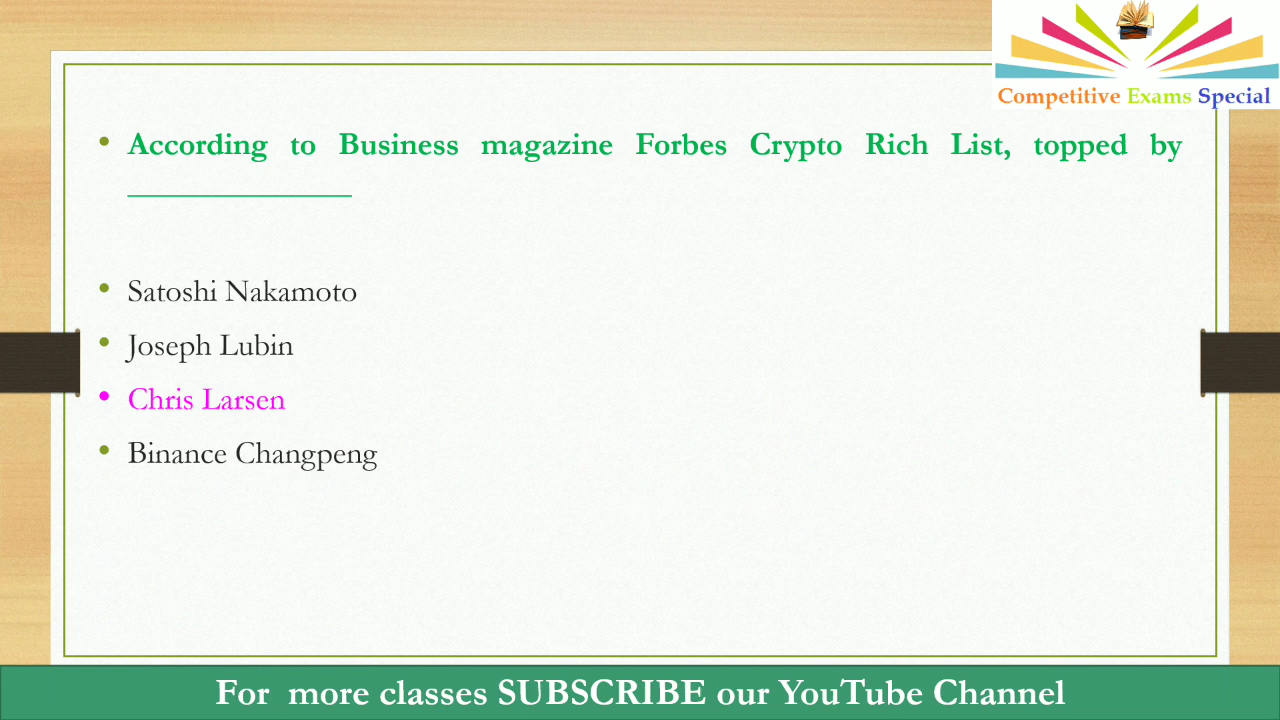 Competitive Exams Special
• According to Business magazine Forbes Crypto Rich List, topped by
______________
• Satoshi Nakamoto
• Joseph Lubin
• Chris Larsen
• Binance Changpeng
For more classes SUBSCRIBE our YouTube Channel